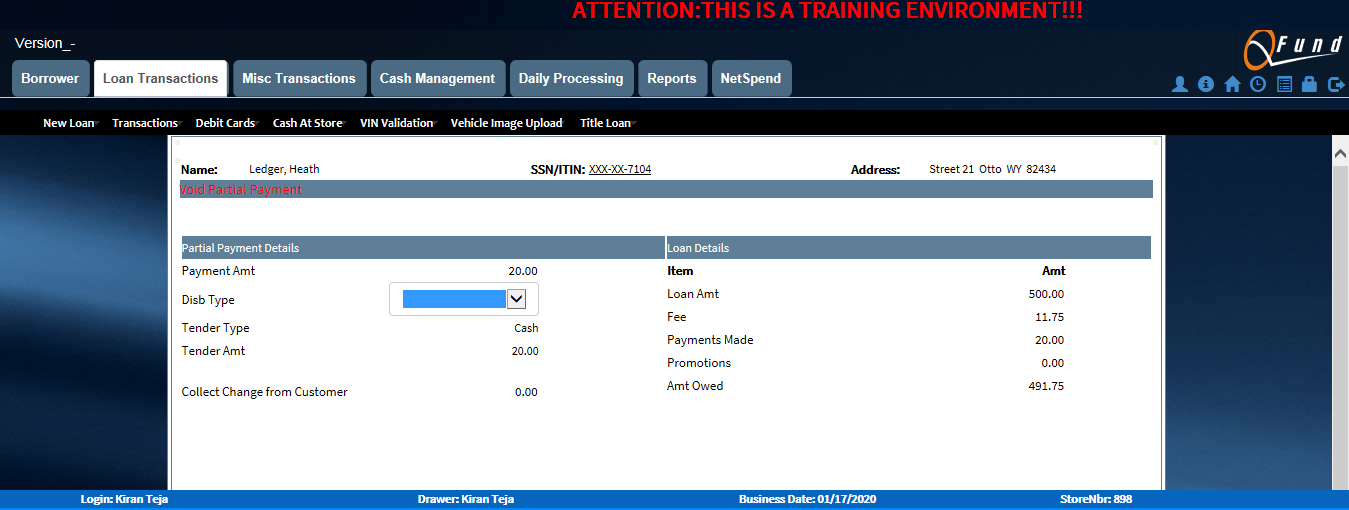 ATTENTION:THIS IS A TRAINING ENVIRONMENT!!!
Version_-
QFund
Borrower Loan Transactions Misc Transactions Cash Management Daily Processing Reports NetSpend
New Loan Transactions Debit Cards Cash At Store VIN Validation Vehicle Image Upload Title Loan
Name: Ledger, Heath SSN/ITIN: XXX-XX-7104 Address: Street 21 Otto WY 82434
Void Partial Payment
Partial Payment Details Loan Details
Payment Amt 20.00 Item Amt
Disb Type Loan Amt 500.00
Fee 11.75
Tender Type Cash
Payments Made 20.00
Tender Amt 20.00
Promotions 0.00
Amt Owed 491.75
Collect Change from Customer 0.00
Login: Kiran Teja Drawer: Kiran Teja Business Date: 01/17/2020 StoreNbr: 898